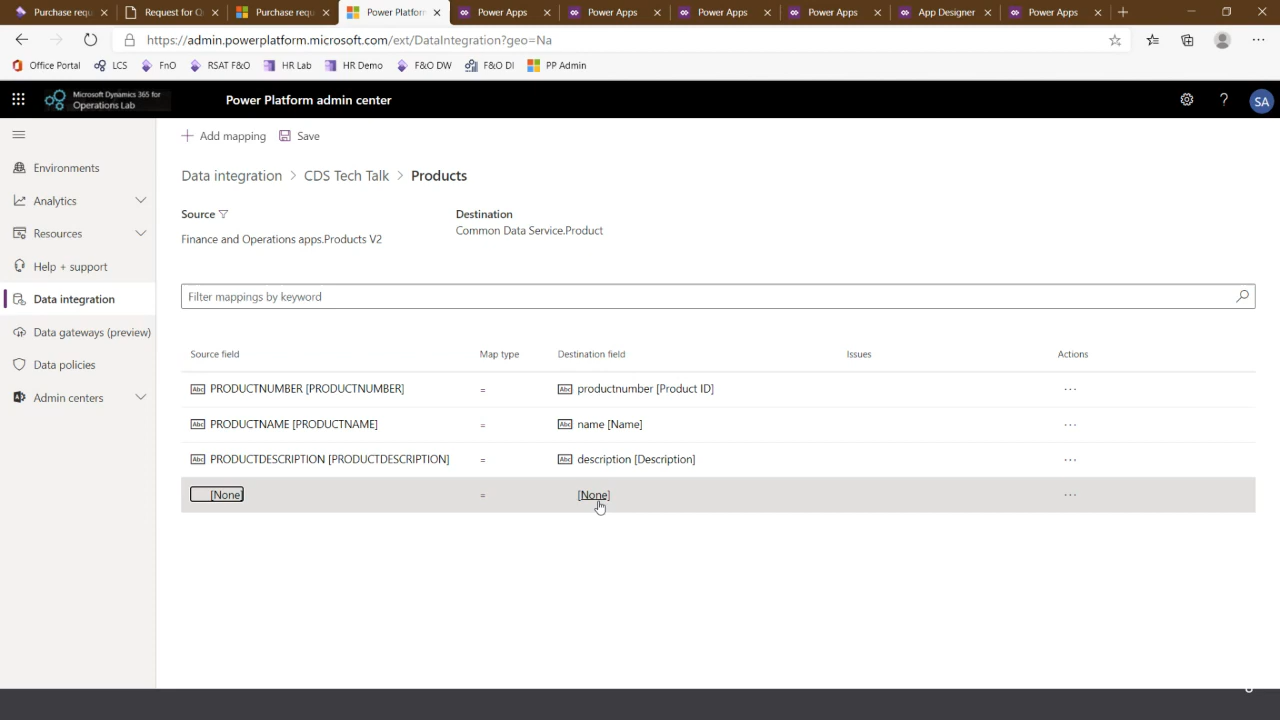 Purchase requ
Request for Q
Purchase requ
Power Platform
Power Apps
Power Apps
Power Apps
Power Apps
App Designer
Power Apps
https://admin.powerplatform.microsoft.com/ext/DataIntegration?geo=Na
Office Portal
LCS
FnO
RSAT F&O
HR Lab
HR Demo
F&O DW
F&O DI
PP Admin
Microsoft Dynamics 365 for
Operations Lab
Power Platform admin center
?
SA
Environments
Analytics
Resources
Help + support
Data integration
Data gateways (preview)
Data policies
Admin centers
+ Add mapping
Save
Data integration > CDS Tech Talk > Products
Source
Destination
Finance and Operations apps.Products V2
Common Data Service.Product
Filter mappings by keyword
Source field Map type Destination field Issues Actions
Abc PRODUCTNUMBER [PRODUCTNUMBER] = Abc productnumber [Product ID] ...
Abc PRODUCTNAME [PRODUCTNAME] = Abc name [Name] ...
Abc PRODUCTDESCRIPTION [PRODUCTDESCRIPTION] = Abc description [Description] ...
[None] = [None] ...